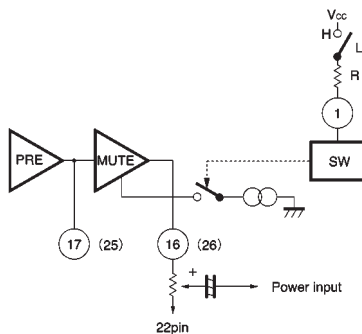 Vcc
H
L
R
1
PRE
MUTE
SW
17 (25)
16 (26)
+
Power input
22pin